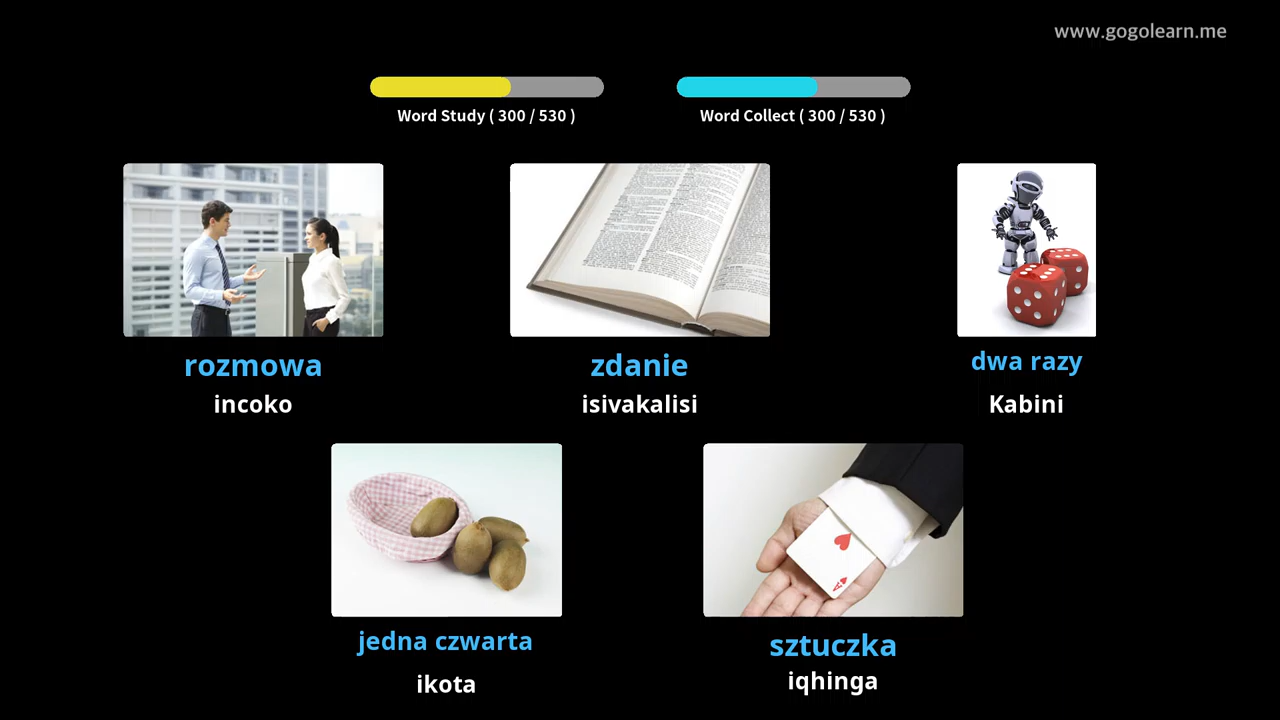 www.gogolearn.me
Word Study ( 300 / 530 )
Word Collect ( 300 / 530 )
rozmowa
incoko
zdanie
isivakalisi
dwa razy
Kabini
jedna czwarta
ikota
sztuczka
iqhinga